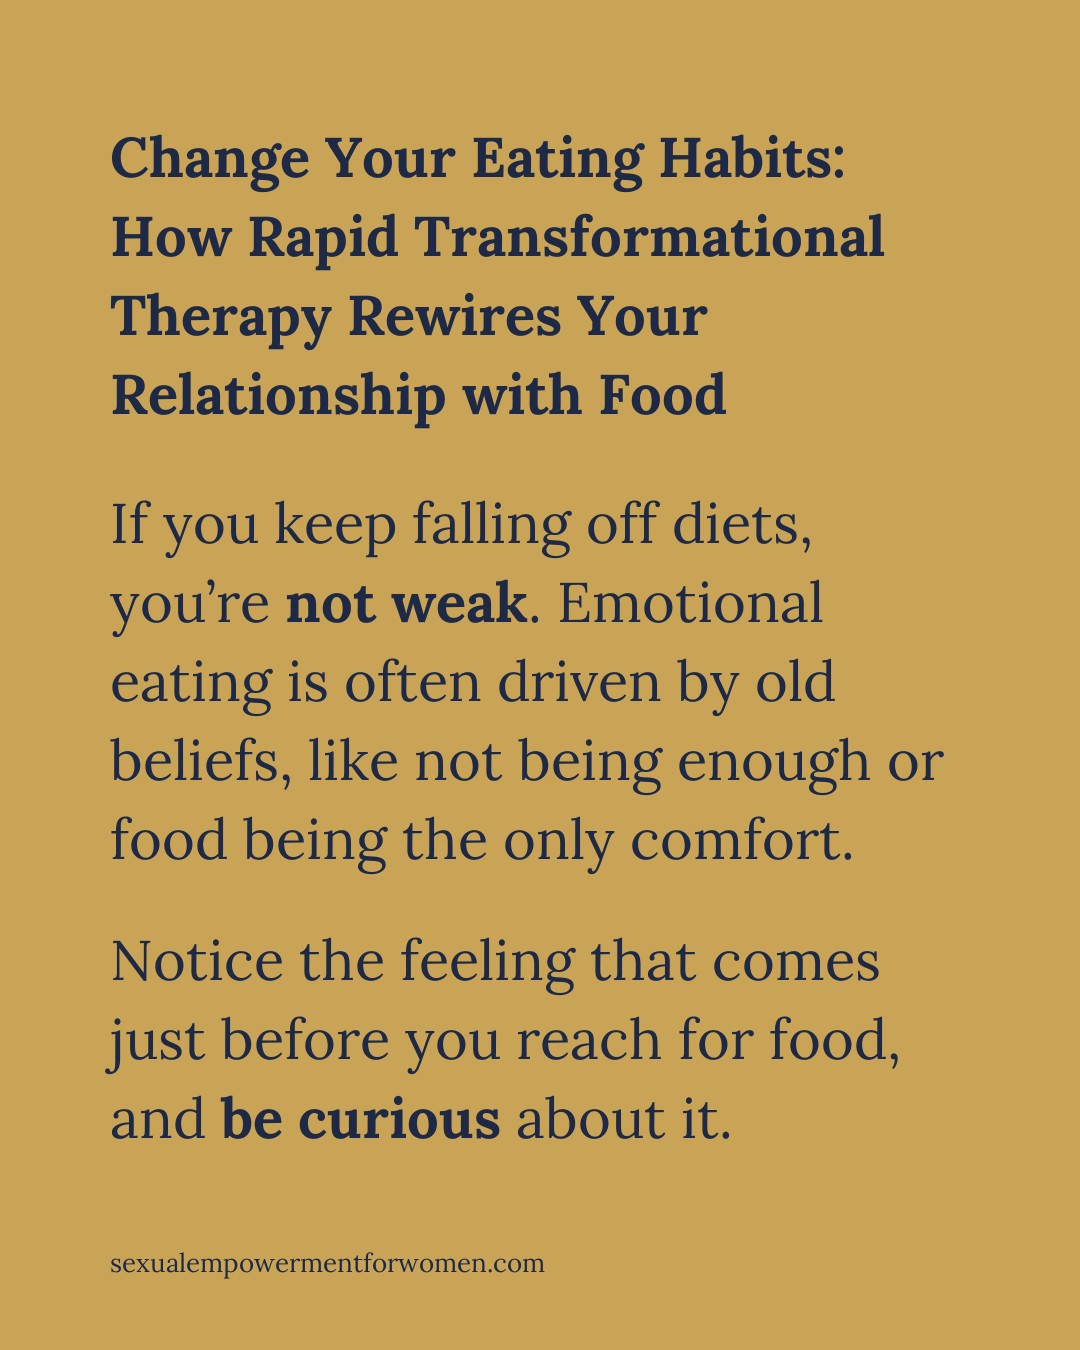 Change Your Eating Habits:
How Rapid Transformational
Therapy Rewires Your
Relationship with Food
If you keep falling off diets,
you’re not weak. Emotional
eating is often driven by old
beliefs, like not being enough or
food being the only comfort.
Notice the feeling that comes
just before you reach for food,
and be curious about it.
sexualempowermentforwomen.com